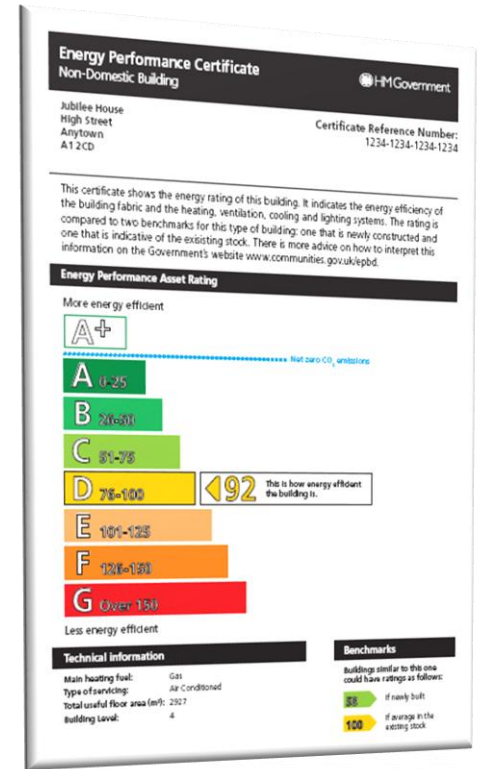 Energy Performance Certificate
Non-Domestic Building
HM Government
Jubilee House
High Street
Anytown
A1 2CD
Certificate Reference Number:
1234-1234-1234-1234
This certificate shows the energy rating of this building. It indicates the energy efficiency of
the building fabric and the heating, ventilation, cooling and lighting systems. The rating is
compared to two benchmarks for this type of building: one that is newly constructed and
one that is indicative of the exisisting stock. There is more advice on how to interpret this
information on the Government's website www.communities.gov.uk/epbd.
Energy Performance Asset Rating
More energy efficient
A+
Net zero CO₂ emissions
A 0-25
B 26-50
C 51-75
D 76-100
92 This is how energy efficient
the building is.
E 101-125
F 126-150
G Over 150
Less energy efficient
Technical information
Main heating fuel: Gas
Type of servicing: Air Conditioned
Total useful floor area (m²): 2927
Building Level: 4
Benchmarks
Buildings similar to this one
could have ratings as follows:
58 If newly built
100 If average in the
existing stock